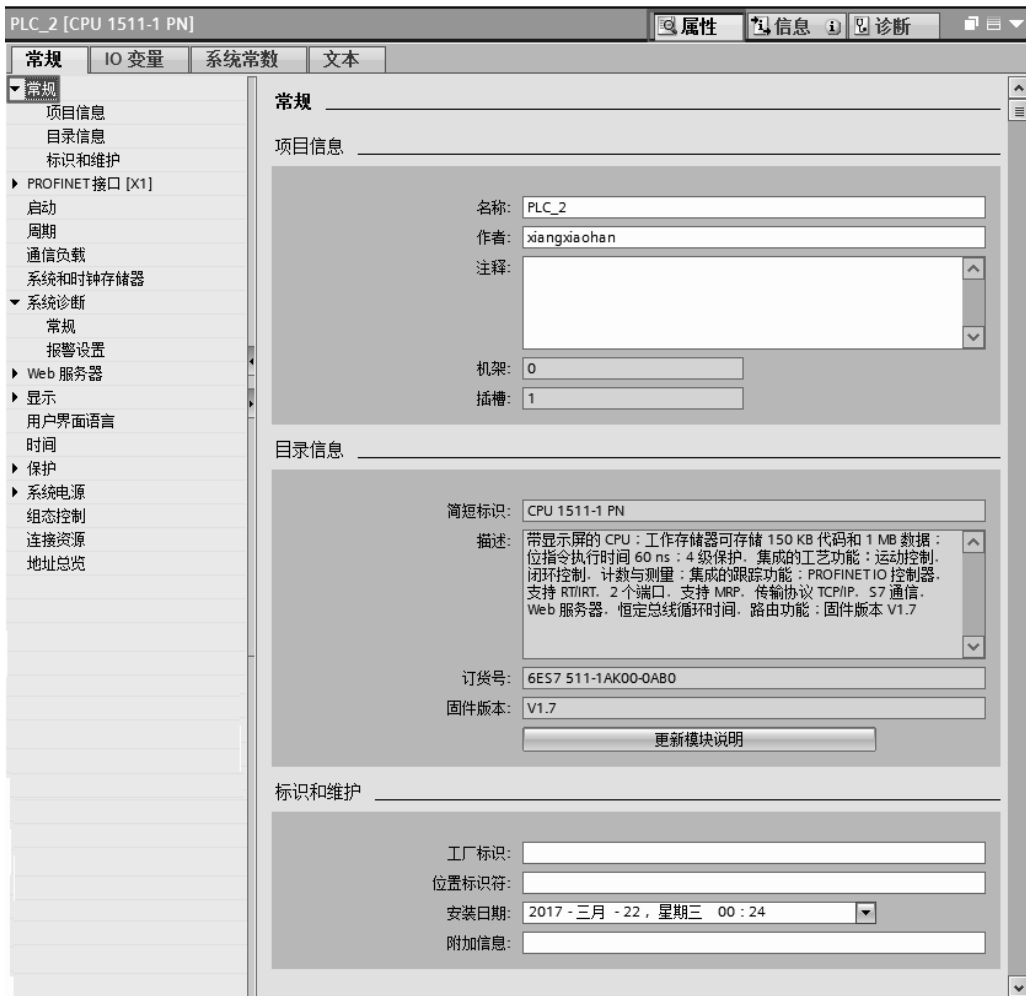 PLC_2 [CPU 1511-1 PN]
属性
信息
诊断
常规
IO 变量
系统常数
文本
常规
项目信息
目录信息
标识和维护
PROFINET接口 [X1]
启动
周期
通信负载
系统和时钟存储器
系统诊断
常规
报警设置
Web 服务器
显示
用户界面语言
时间
保护
系统电源
组态控制
连接资源
地址总览
常规
项目信息
名称: PLC_2
作者: xiangxiaohan
注释:
机架: 0
插槽: 1
目录信息
简短标识: CPU 1511-1 PN
描述: 带显示屏的 CPU；工作存储器可存储 150 KB 代码和 1 MB 数据；
位指令执行时间 60 ns；4 级保护．集成的工艺功能：运动控制．
闭环控制．计数与测量；集成的跟踪功能；PROFINET IO 控制器．
支持 RT/IRT．2 个端口．支持 MRP．传输协议 TCP/IP．S7 通信．
Web 服务器．恒定总线循环时间．路由功能；固件版本 V1.7
订货号: 6ES7 511-1AK00-0AB0
固件版本: V1.7
更新模块说明
标识和维护
工厂标识:
位置标识符:
安装日期: 2017 - 三月 - 22 , 星期三 00 : 24
附加信息: